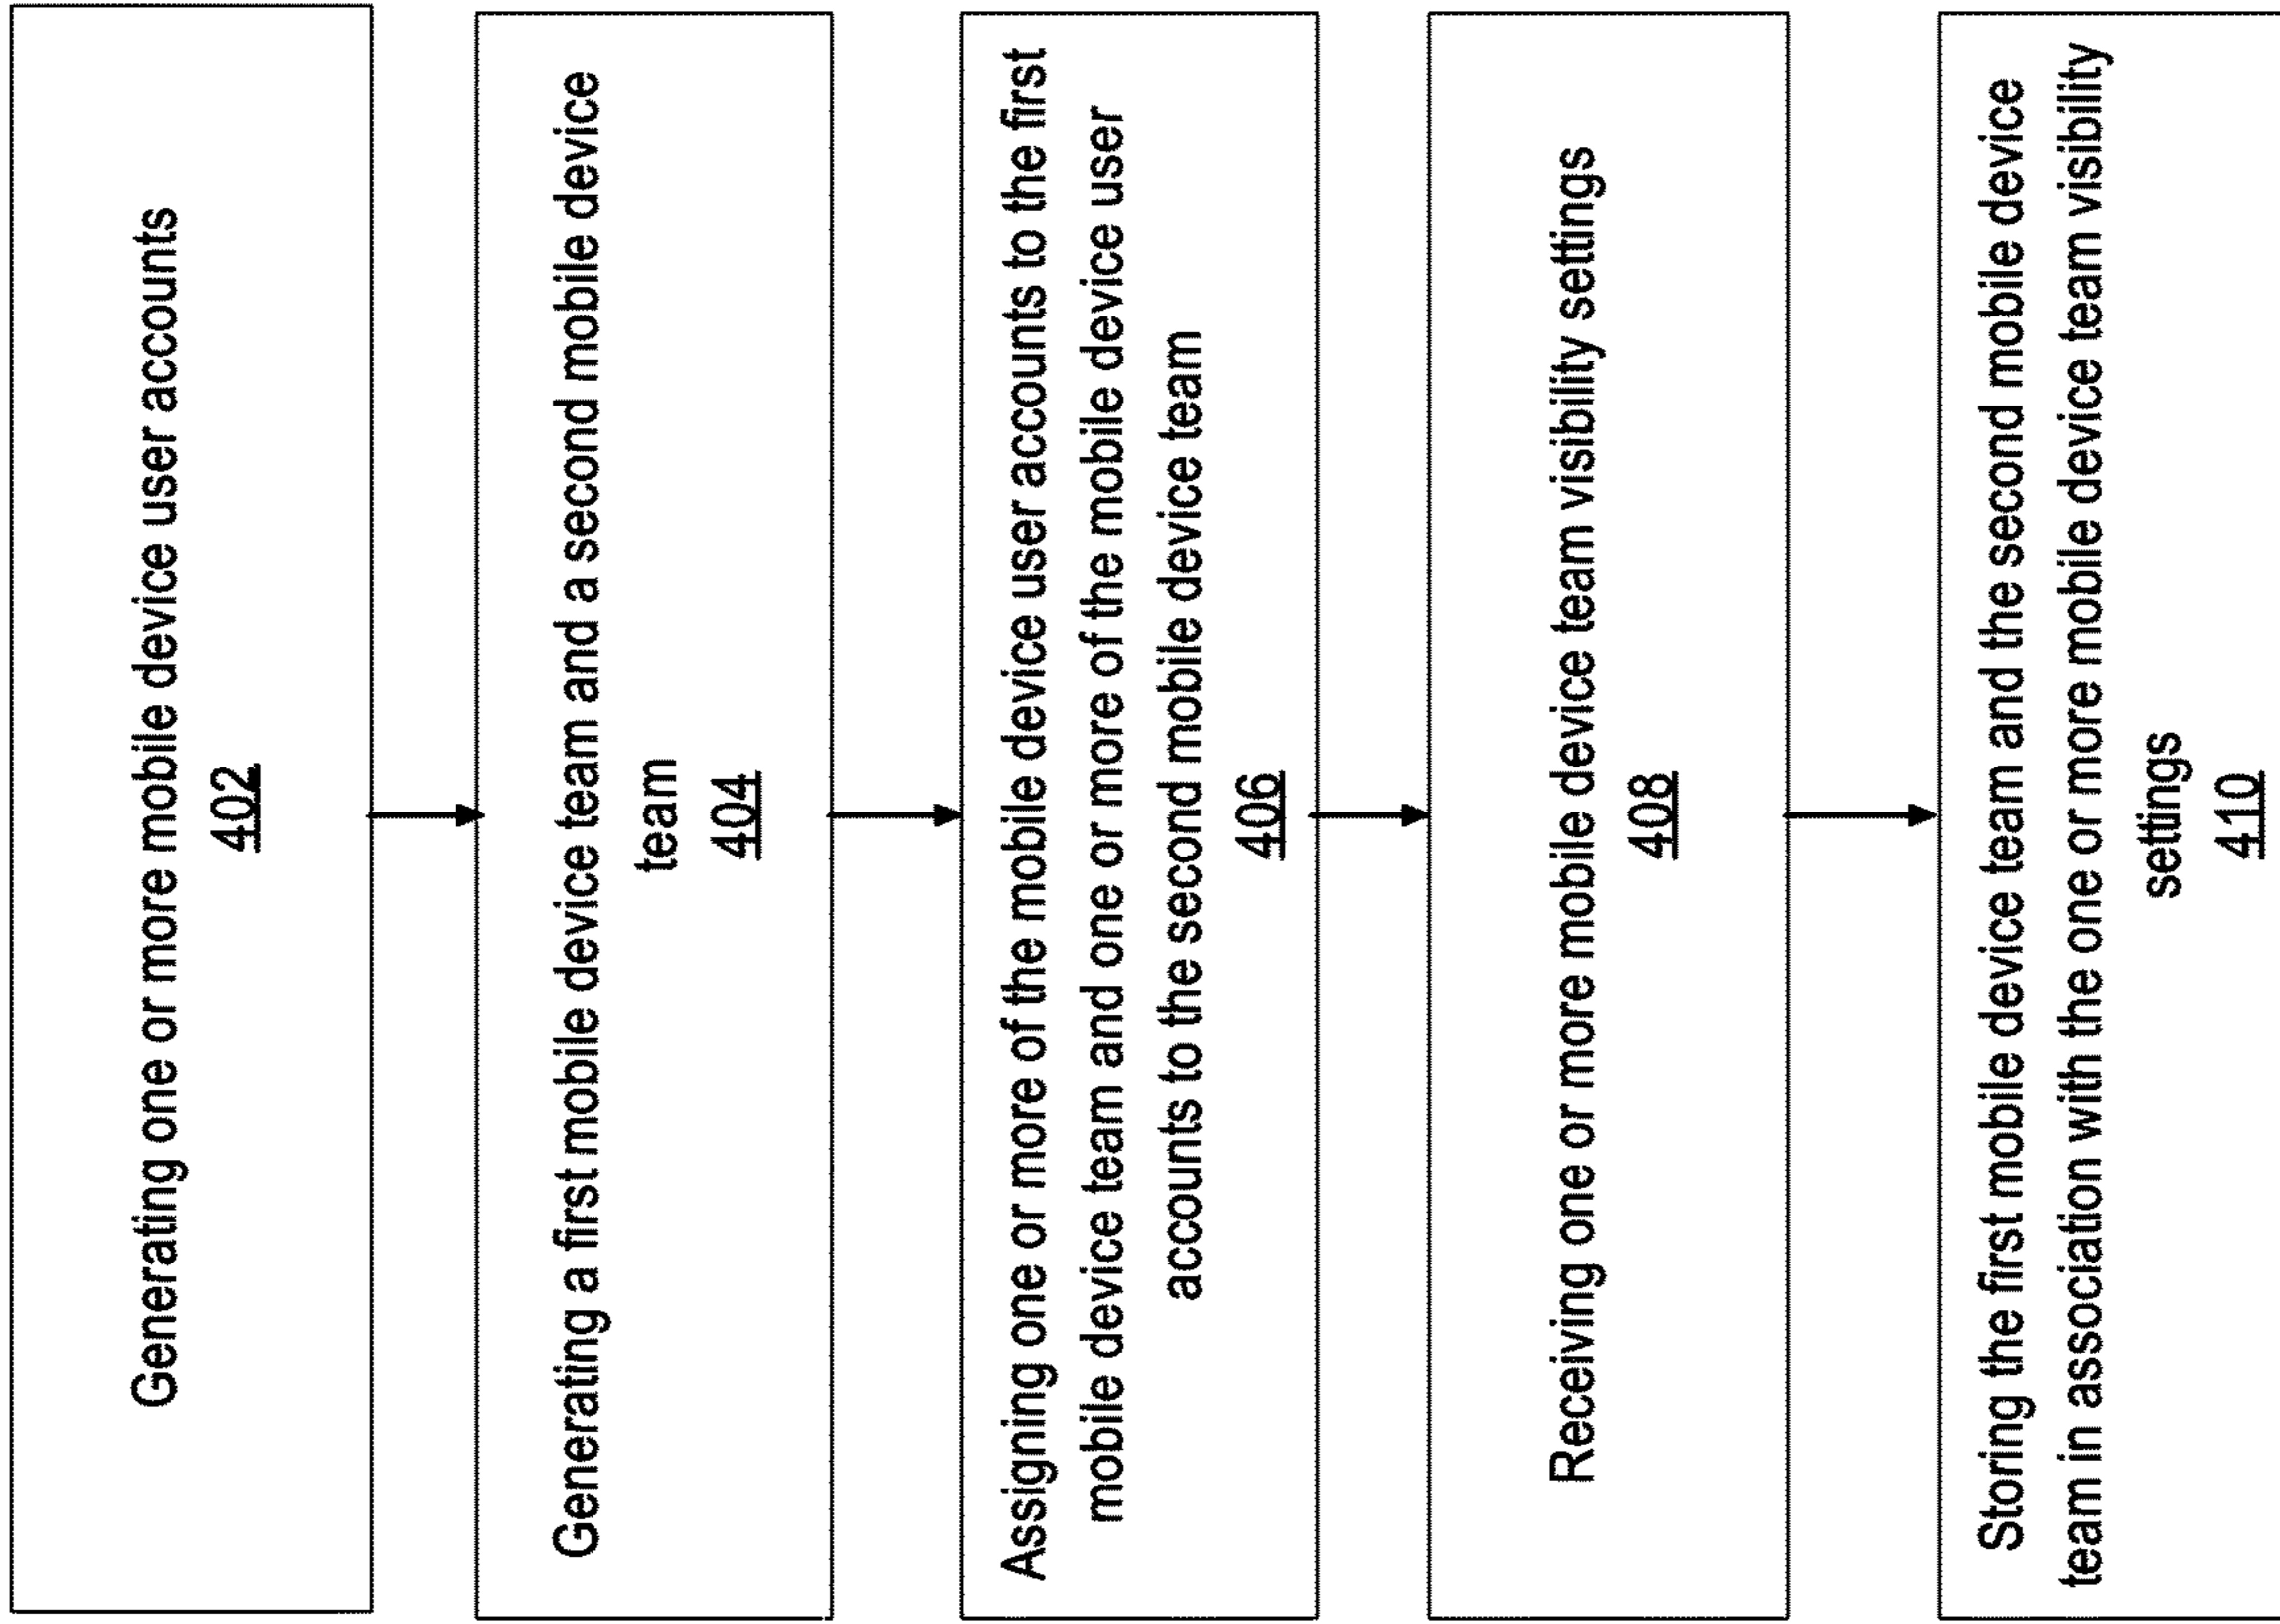 Generating one or more mobile device user accounts
402
Generating a first mobile device team and a second mobile device
team
404
Assigning one or more of the mobile device user accounts to the first
mobile device team and one or more of the mobile device user
accounts to the second mobile device team
406
Receiving one or more mobile device team visibility settings
408
Storing the first mobile device team and the second mobile device
team in association with the one or more mobile device team visibility
settings
410